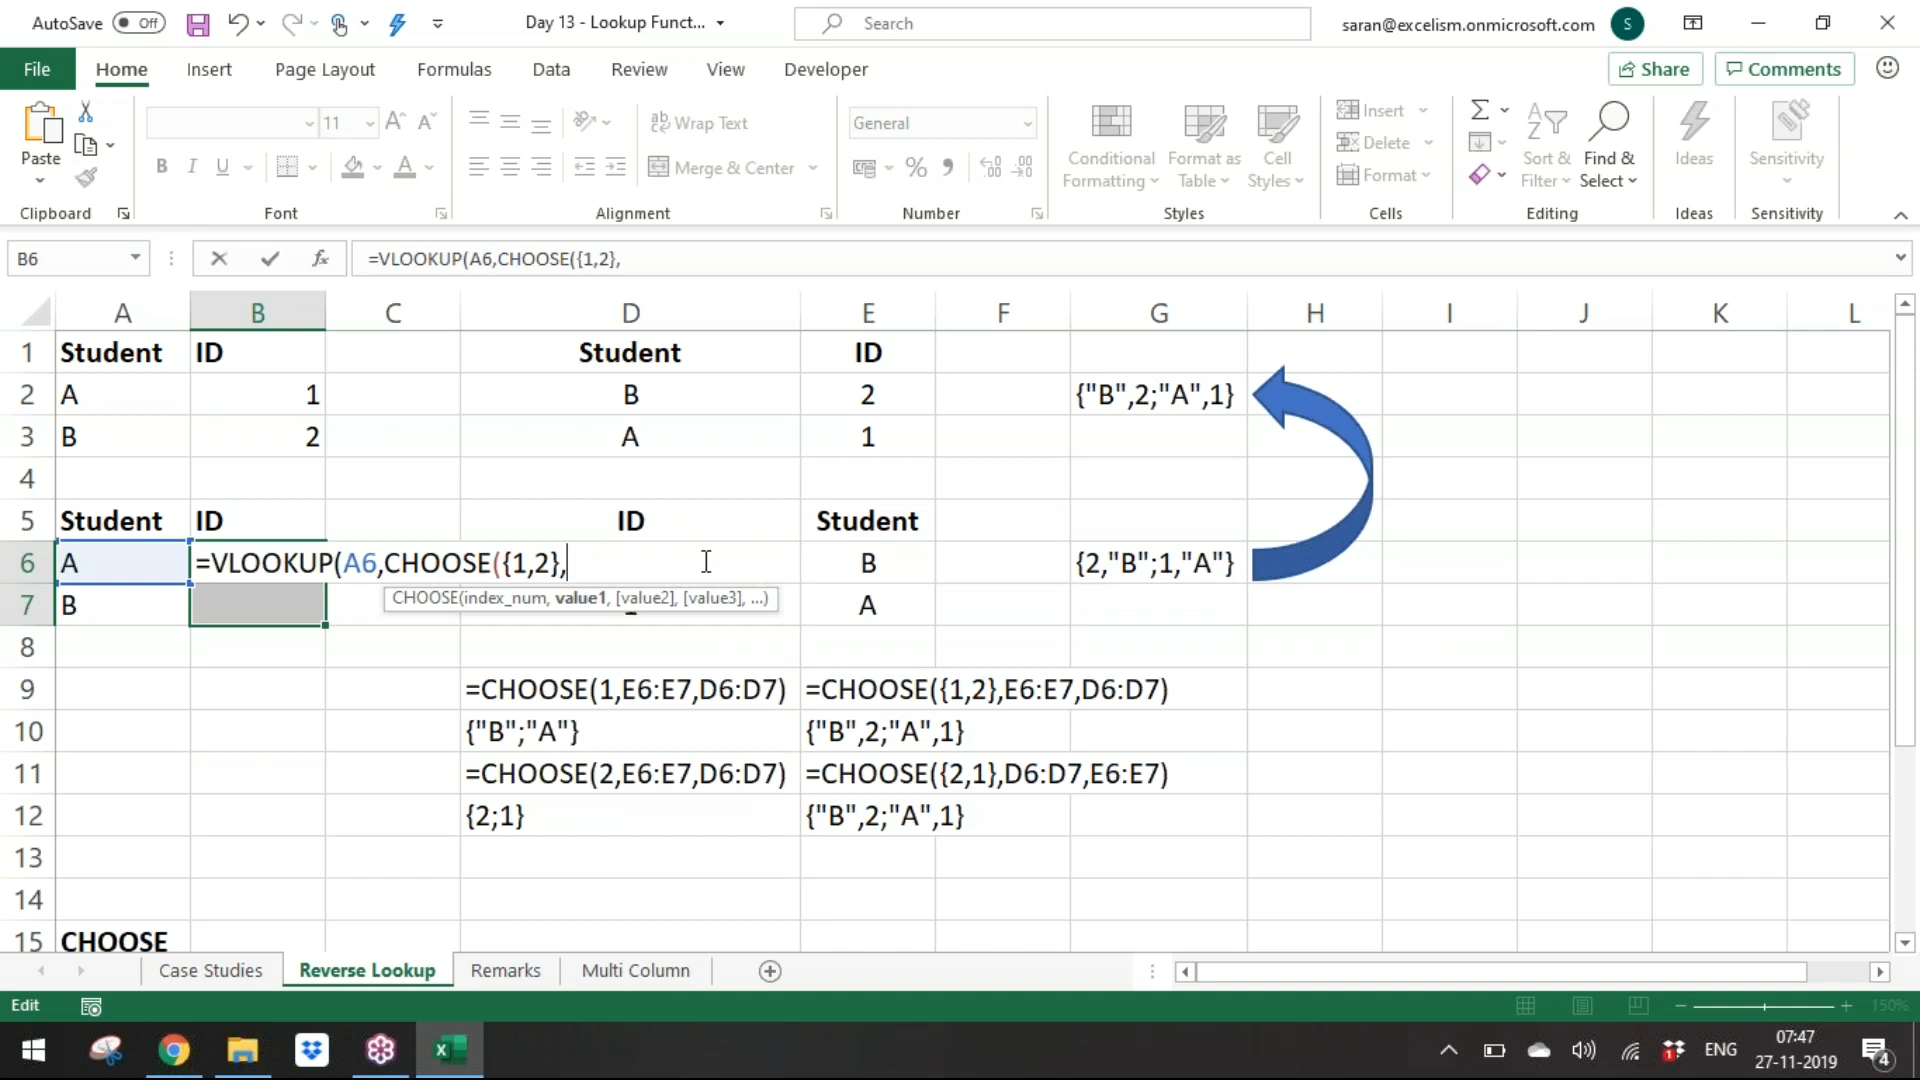 AutoSave Off Day 13 - Lookup Funct... Search saran@excelism.onmicrosoft.com S
File Home Insert Page Layout Formulas Data Review View Developer Share Comments
Paste 11 Wrap Text General Conditional Formatting Format as Table Cell Styles Insert Sort & Filter Find & Select Ideas Sensitivity
B I U Merge & Center % Delete
Format
Clipboard Font Alignment Number Styles Cells Editing Ideas Sensitivity
B6 fx =VLOOKUP(A6,CHOOSE({1,2},
A B C D E F G H I J K L
1 Student ID Student ID
2 A 1 B 2 {"B",2;"A",1}
3 B 2 A 1
4
5 Student ID ID Student
6 A =VLOOKUP(A6,CHOOSE({1,2}, B {2,"B";1,"A"}
7 B CHOOSE(index_num, value1, [value2], [value3], ...) A
8
9 =CHOOSE(1,E6:E7,D6:D7) =CHOOSE({1,2},E6:E7,D6:D7)
10 {"B";"A"} {"B",2;"A",1}
11 =CHOOSE(2,E6:E7,D6:D7) =CHOOSE({2,1},D6:D7,E6:E7)
12 {2;1} {"B",2;"A",1}
13
14
15 CHOOSE
Case Studies Reverse Lookup Remarks Multi Column
Edit 150%
ENG 07:47
27-11-2019 4